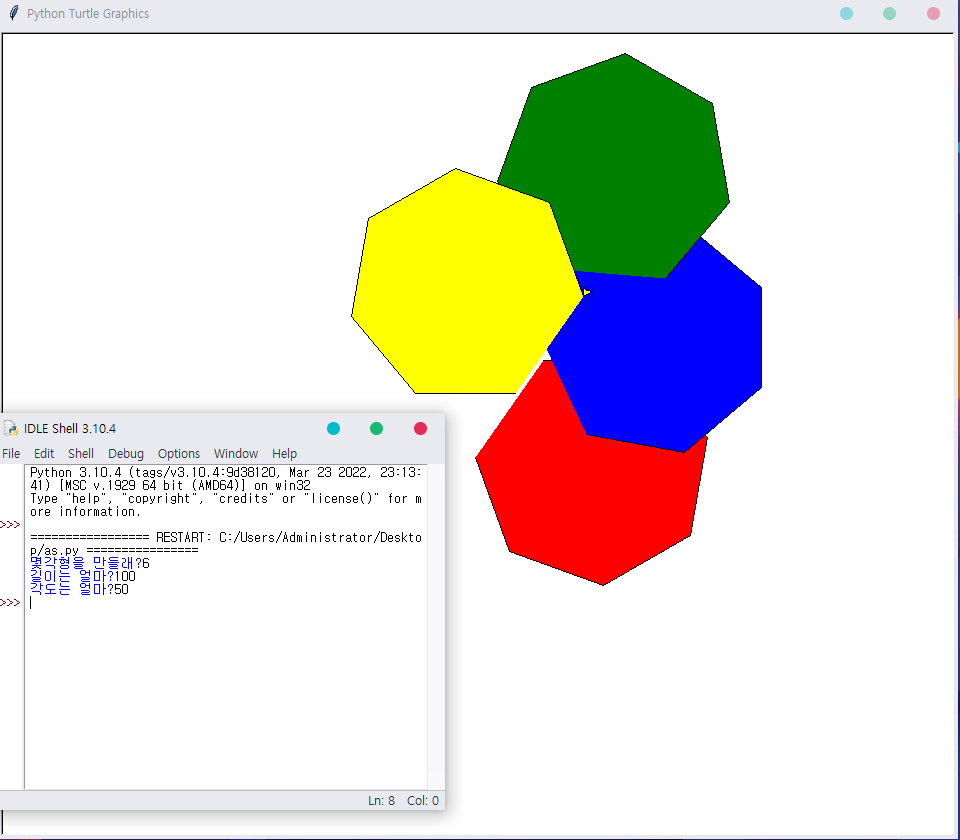 Python Turtle Graphics
IDLE Shell 3.10.4
File Edit Shell Debug Options Window Help
Python 3.10.4 (tags/v3.10.4:9d38120, Mar 23 2022, 23:13:
41) [MSC v.1929 64 bit (AMD64)] on win32
Type "help", "copyright", "credits" or "license()" for m
ore information.
>>>
================= RESTART: C:/Users/Administrator/Deskto
p/as.py ================
몇각형을 만들래?6
길이는 얼마?100
각도는 얼마?50
>>>
Ln: 8 Col: 0